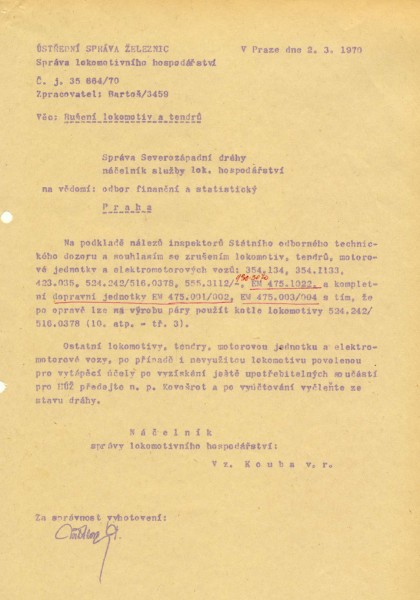 ÚSTŘEDNÍ SPRÁVA ŽELEZNIC V Praze dne 2. 3. 1970
Správa lokomotivního hospodářství
Č. j. 35 664/70
Zpracovatel: Bartoš/3459
Věc: Rušení lokomotiv a tendrů
Správa Severozápadní dráhy
náčelník služby lok. hospodářství
na vědomí: odbor finanční a statistický
Praha
Na podkladě nálezů inspektorů Státního odborného technic-
kého dozoru a souhlasím se zrušením lokomotiv, tendrů, motoro-
vé jednotky a elektromotorových vozů: 354.134, 354.1133,
423.035, 524.242/516.0378, 555.3112/, EM 475.1022, a komplet-
ní dopravní jednotky EM 475.001/002, EM 475.003/004 a tím, že
po opravě lze na výrobu páry použít kotle lokomotivy 534.242/
516.0378 (10. atp. - tř. 3).
Ostatní lokomotivy, tendry, motorovou jednotku a elektro-
motorové vozy, po případě i nevyužitou lokomotivu povolenou
pro vytápěcí účely po vyzískání ještě upotřebitelných součástí
pro NÚŽ předejte n. p. Kovošrot a po vyúčtování vyčleňte ze
stavu dráhy.
Náčelník
správy lokomotivního hospodářství:
Vz. Kouba v.r.
Za správnost vyhotovení: